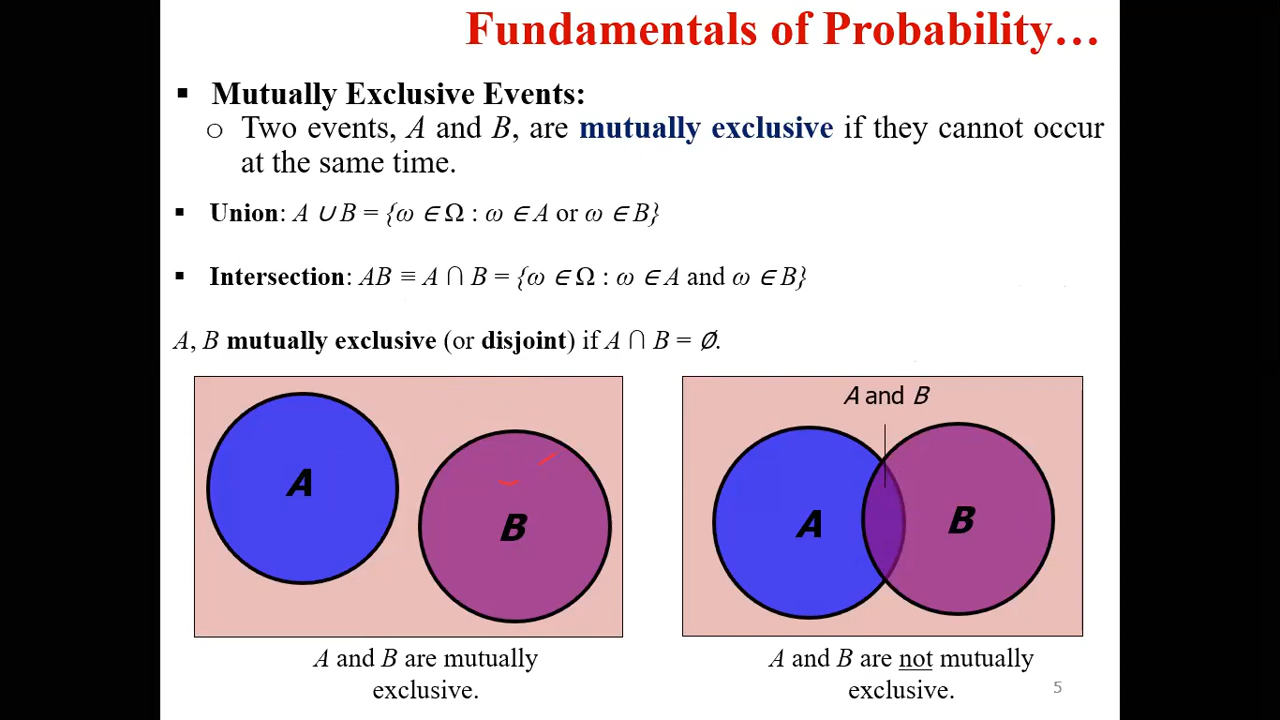 Fundamentals of Probability…
▪ Mutually Exclusive Events:
o Two events, A and B, are mutually exclusive if they cannot occur
at the same time.
▪ Union: A ∪ B = {ω ∈ Ω : ω ∈ A or ω ∈ B}
▪ Intersection: AB ≡ A ∩ B = {ω ∈ Ω : ω ∈ A and ω ∈ B}
A, B mutually exclusive (or disjoint) if A ∩ B = Ø.
A
B
A and B are mutually
exclusive.
A and B
A
B
A and B are not mutually
exclusive.
5